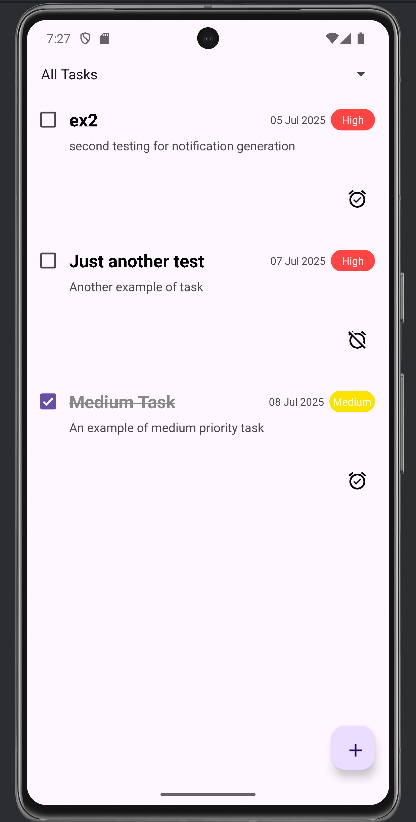 7:27
All Tasks
ex2 05 Jul 2025 High
second testing for notification generation
Just another test 07 Jul 2025 High
Another example of task
Medium Task 08 Jul 2025 Medium
An example of medium priority task
+